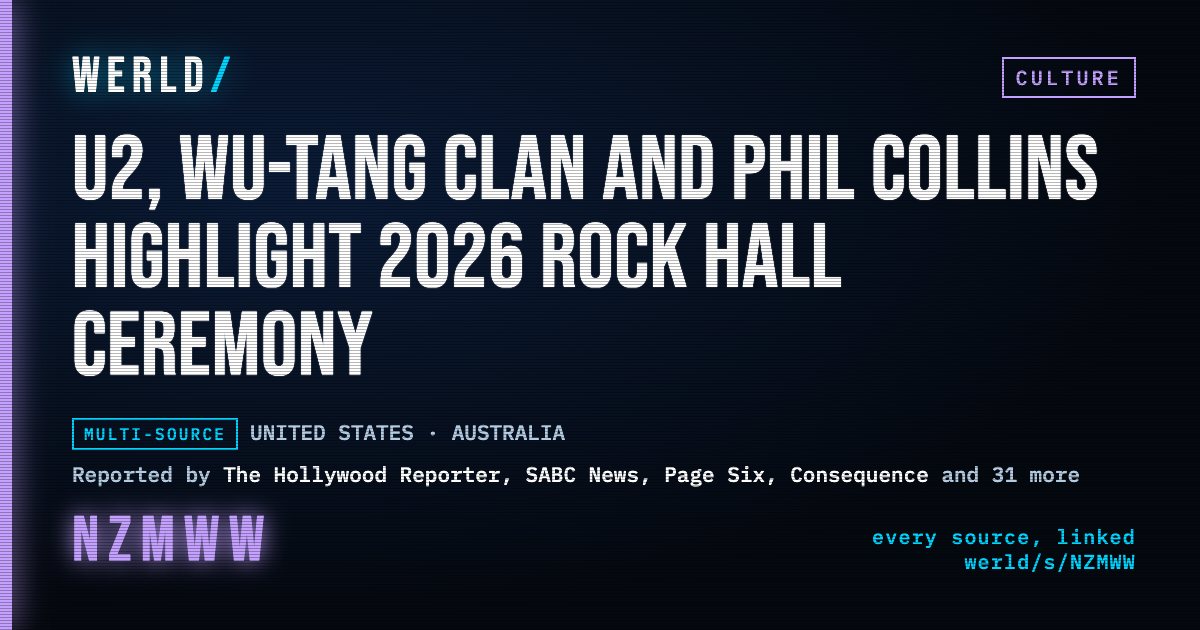 WERLD/
CULTURE
U2, WU-TANG CLAN AND PHIL COLLINS
HIGHLIGHT 2026 ROCK HALL
CEREMONY
MULTI-SOURCE UNITED STATES · AUSTRALIA
Reported by The Hollywood Reporter, SABC News, Page Six, Consequence and 31 more
NZMWW
every source, linked
werld/s/NZMWW